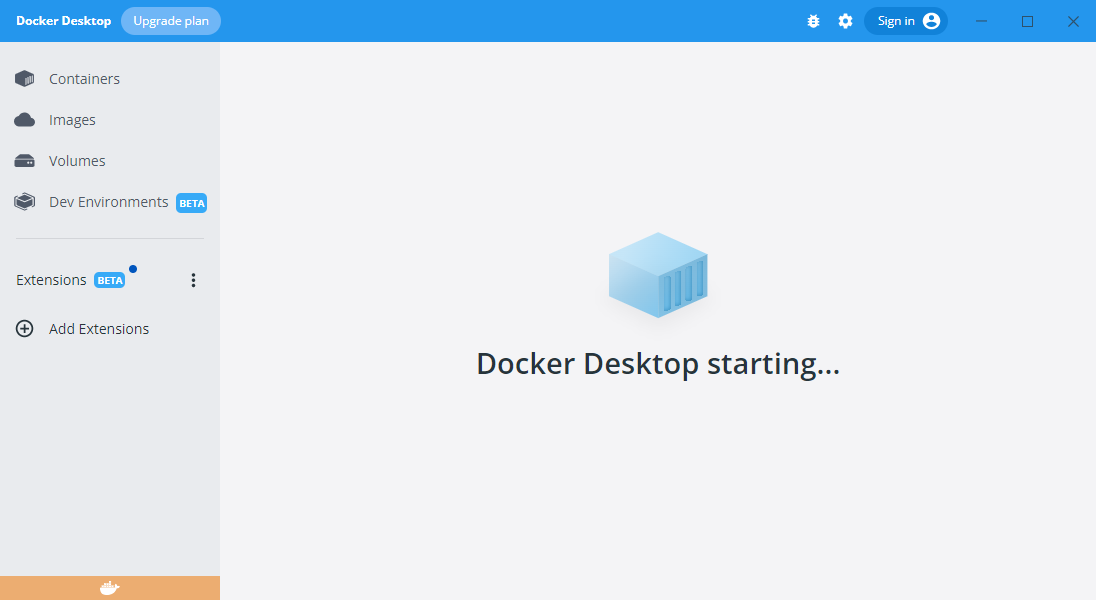 Docker Desktop Upgrade plan Sign in
Containers
Images
Volumes
Dev Environments BETA
Extensions BETA
Add Extensions
Docker Desktop starting...